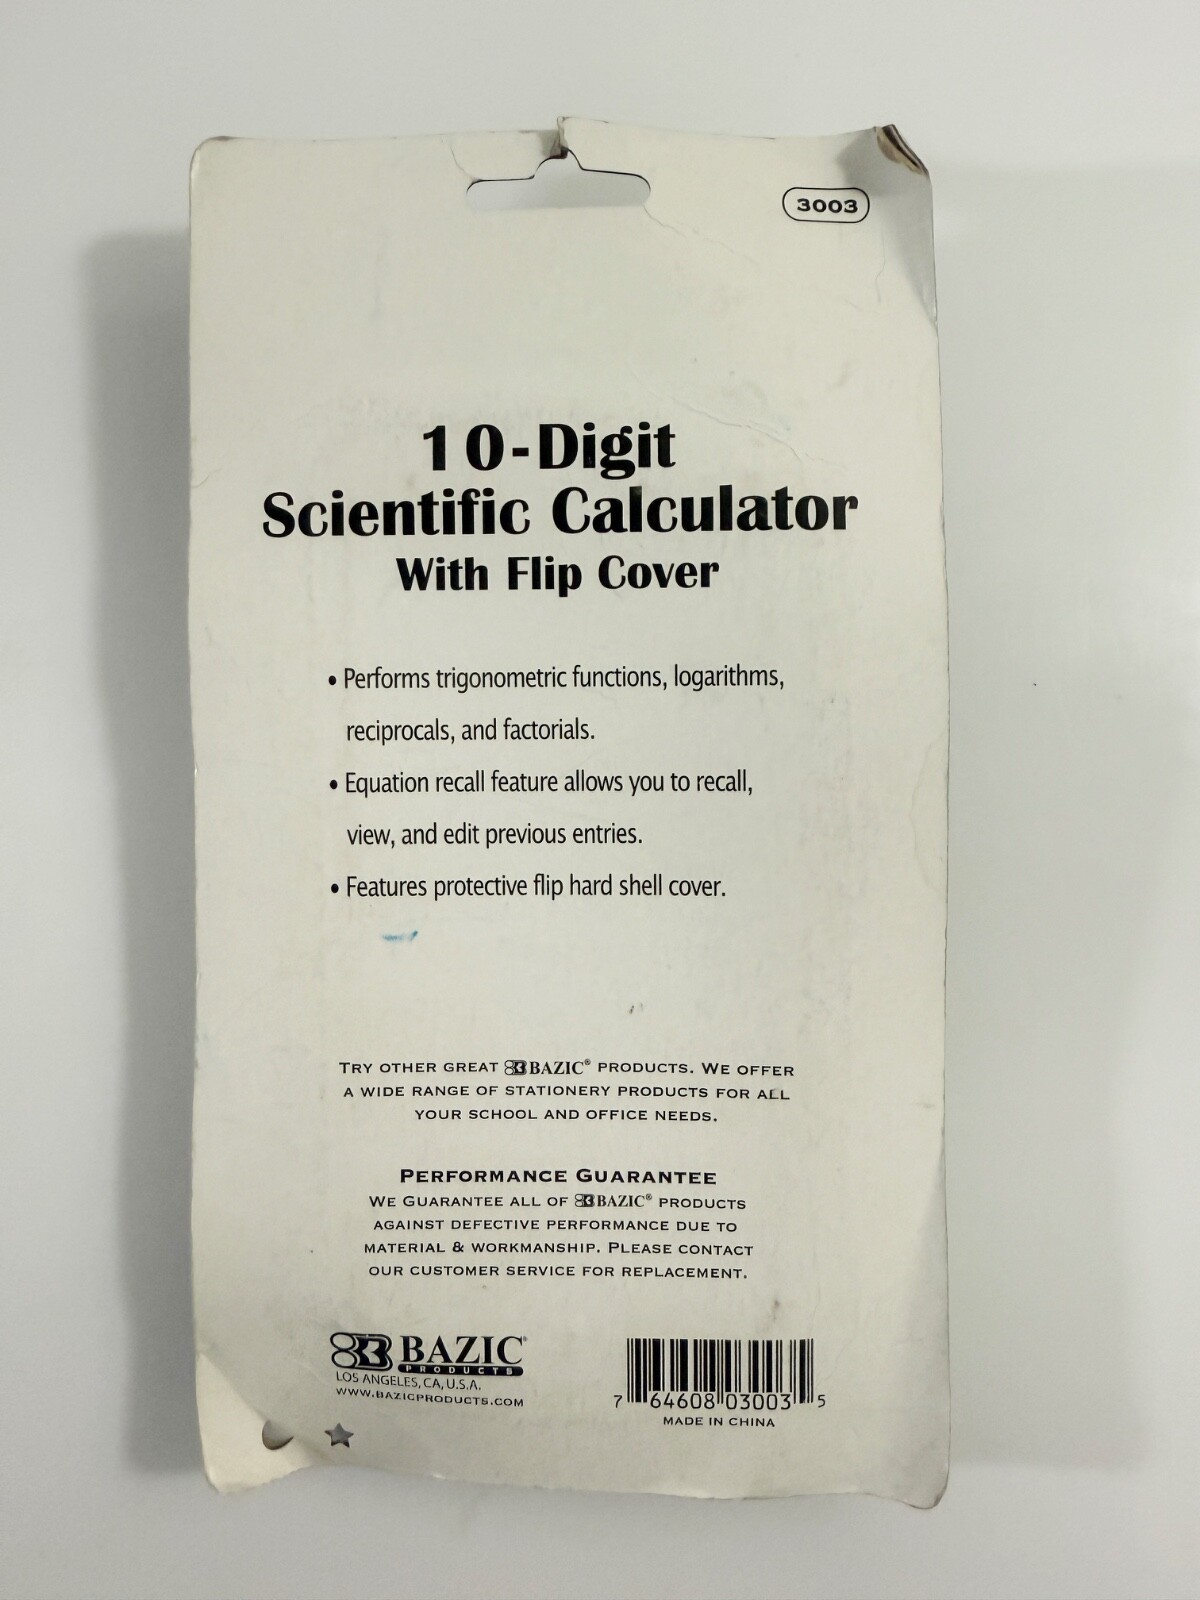 3003
10-Digit
Scientific Calculator
With Flip Cover
• Performs trigonometric functions, logarithms,
reciprocals, and factorials.
• Equation recall feature allows you to recall,
view, and edit previous entries.
• Features protective flip hard shell cover.
TRY OTHER GREAT BAZIC® PRODUCTS. WE OFFER
A WIDE RANGE OF STATIONERY PRODUCTS FOR ALL
YOUR SCHOOL AND OFFICE NEEDS.
PERFORMANCE GUARANTEE
WE GUARANTEE ALL OF BAZIC® PRODUCTS
AGAINST DEFECTIVE PERFORMANCE DUE TO
MATERIAL & WORKMANSHIP. PLEASE CONTACT
OUR CUSTOMER SERVICE FOR REPLACEMENT.
BAZIC®
PRODUCTS
LOS ANGELES, CA, U.S.A.
WWW.BAZICPRODUCTS.COM
7 64608 03003 5
MADE IN CHINA